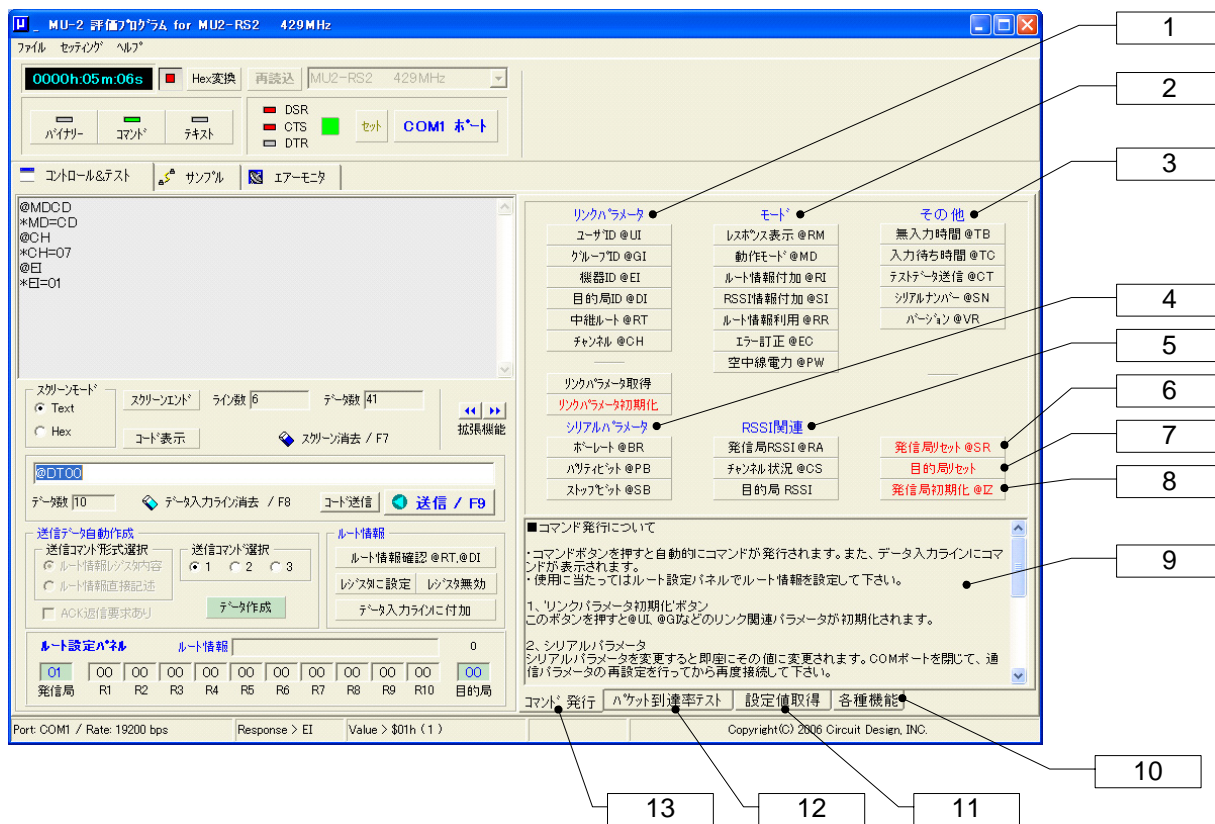 μ _ MU-2 評価ﾌﾟﾛｸﾞﾗﾑ for MU2-RS2 429MHz
ﾌｧｲﾙ ｾｯﾃｨﾝｸﾞ ﾍﾙﾌﾟ
0000h:05m:06s Hex変換 再読込 MU2-RS2 429MHz
ﾊﾞｲﾅﾘｰ ｺﾏﾝﾄﾞ ﾃｷｽﾄ
DSR
CTS
DTR
ｾｯﾄ COM1 ﾎﾟｰﾄ
ｺﾝﾄﾛｰﾙ&ﾃｽﾄ ｻﾝﾌﾟﾙ ｴｱｰﾓﾆﾀ
@MDCD
*MD=CD
@CH
*CH=07
@EI
*EI=01
ｽｸﾘｰﾝﾓｰﾄﾞ
Text
Hex
ｽｸﾘｰﾝｴﾝﾄﾞ ﾗｲﾝ数 6 ﾃﾞｰﾀ数 41
ｺｰﾄﾞ表示 ｽｸﾘｰﾝ消去 / F7
拡張機能
@DT00
ﾃﾞｰﾀ数 10 ﾃﾞｰﾀ入力ﾗｲﾝ消去 / F8 ｺｰﾄﾞ送信 送信 / F9
送信ﾃﾞｰﾀ自動作成
送信ｺﾏﾝﾄﾞ形式選択
ﾙｰﾄ情報ﾚｼﾞｽﾀ内容
ﾙｰﾄ情報直接記述
ACK返信要求あり
送信ｺﾏﾝﾄﾞ選択
1 2 3
ﾃﾞｰﾀ作成
ﾙｰﾄ情報
ﾙｰﾄ情報確認 @RT,@DI
ﾚｼﾞｽﾀに設定 ﾚｼﾞｽﾀ無効
ﾃﾞｰﾀ入力ﾗｲﾝに付加
ﾙｰﾄ設定ﾊﾟﾈﾙ ﾙｰﾄ情報 0
01 00 00 00 00 00 00 00 00 00 00 00
発信局 R1 R2 R3 R4 R5 R6 R7 R8 R9 R10 目的局
ﾘﾝｸﾊﾟﾗﾒｰﾀ
ﾕｰｻﾞID @UI
ｸﾞﾙｰﾌﾟID @GI
機器ID @EI
目的局ID @DI
中継ﾙｰﾄ @RT
ﾁｬﾝﾈﾙ @CH
ﾘﾝｸﾊﾟﾗﾒｰﾀ取得
ﾘﾝｸﾊﾟﾗﾒｰﾀ初期化
ﾓｰﾄﾞ
ﾚｽﾎﾟﾝｽ表示 @RM
動作ﾓｰﾄﾞ @MD
ﾙｰﾄ情報付加 @RI
RSSI情報付加 @SI
ﾙｰﾄ情報利用 @RR
ｴﾗｰ訂正 @EC
空中線電力 @PW
その他
無入力時間 @TB
入力待ち時間 @TC
ﾃｽﾄﾃﾞｰﾀ送信 @CT
ｼﾘｱﾙﾅﾝﾊﾞｰ @SN
ﾊﾞｰｼﾞｮﾝ @VR
ｼﾘｱﾙﾊﾟﾗﾒｰﾀ
ﾎﾞｰﾚｰﾄ @BR
ﾊﾟﾘﾃｨﾋﾞｯﾄ @PB
ｽﾄｯﾌﾟﾋﾞｯﾄ @SB
RSSI関連
発信局RSSI @RA
ﾁｬﾝﾈﾙ状況 @CS
目的局 RSSI
発信局ﾘｾｯﾄ @SR
目的局ﾘｾｯﾄ
発信局初期化 @IZ
■コマンド発行について
・コマンドボタンを押すと自動的にコマンドが発行されます。また、データ入力ラインにコマ
ンドが表示されます。
・使用に当たってはルート設定パネルでルート情報を設定して下さい。
1、'リンクパラメータ初期化'ボタン
このボタンを押すと@UI、@GIなどのリンク関連パラメータが初期化されます。
2、シリアルパラメータ
シリアルパラメータを変更すると即座にその値に変更されます。COMポートを閉じて、通
信パラメータの再設定を行ってから再度接続して下さい。
ｺﾏﾝﾄﾞ発行 ﾊﾟｹｯﾄ到達率ﾃｽﾄ 設定値取得 各種機能
Port: COM1 / Rate: 19200 bps Response > EI Value > $01h ( 1 ) Copyright(C) 2006 Circuit Design, INC.
1
2
3
4
5
6
7
8
9
10
11
12
13